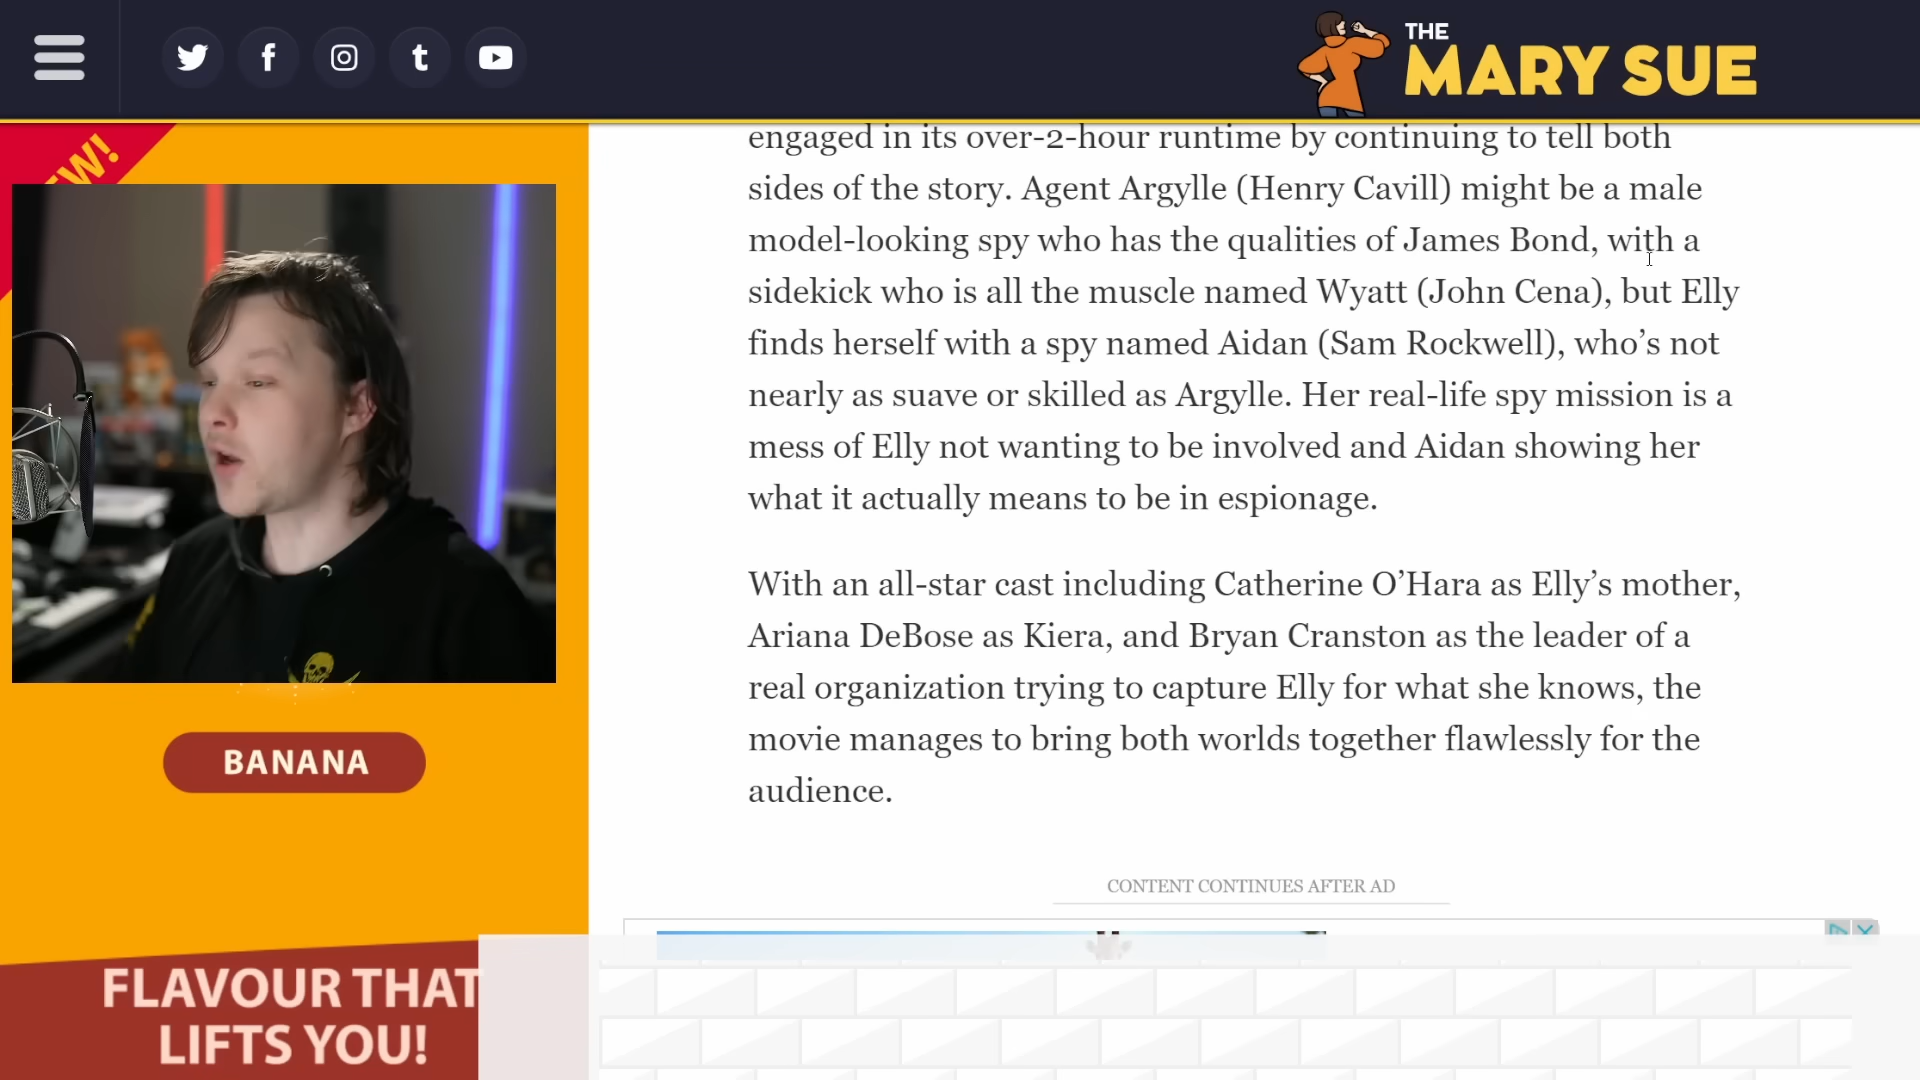 THE
MARY SUE
engaged in its over-2-hour runtime by continuing to tell both
sides of the story. Agent Argylle (Henry Cavill) might be a male
model-looking spy who has the qualities of James Bond, with a
sidekick who is all the muscle named Wyatt (John Cena), but Elly
finds herself with a spy named Aidan (Sam Rockwell), who’s not
nearly as suave or skilled as Argylle. Her real-life spy mission is a
mess of Elly not wanting to be involved and Aidan showing her
what it actually means to be in espionage.
With an all-star cast including Catherine O’Hara as Elly’s mother,
Ariana DeBose as Kiera, and Bryan Cranston as the leader of a
real organization trying to capture Elly for what she knows, the
movie manages to bring both worlds together flawlessly for the
audience.
CONTENT CONTINUES AFTER AD
EW!
BANANA
FLAVOUR THAT
LIFTS YOU!